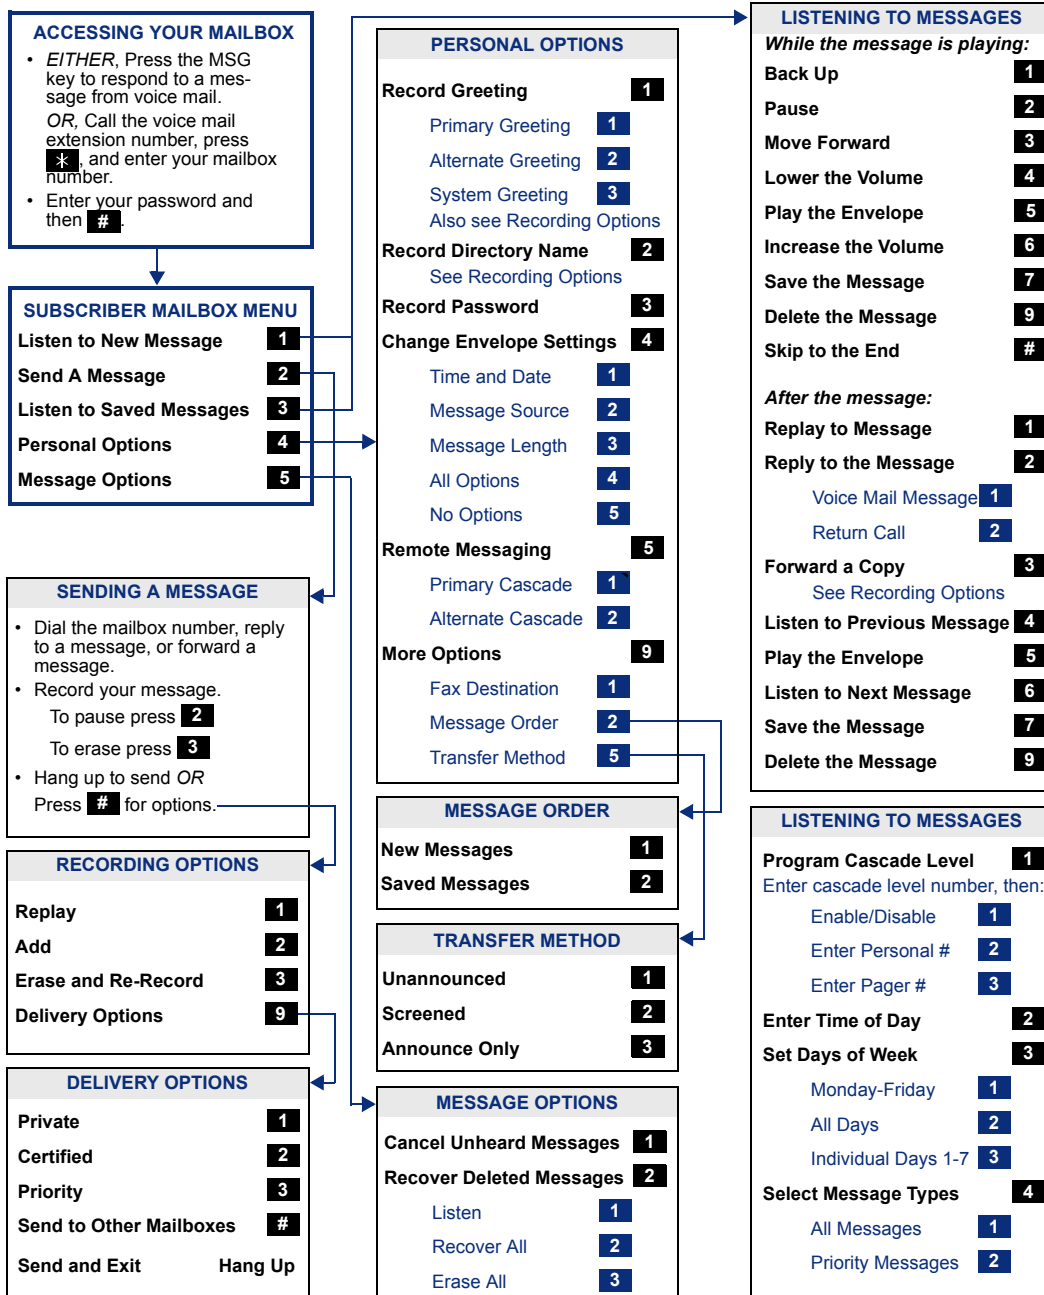 ACCESSING YOUR MAILBOX
• EITHER, Press the MSG
key to respond to a mes-
sage from voice mail.
OR, Call the voice mail
extension number, press
* , and enter your mailbox
number.
• Enter your password and
then # .
SUBSCRIBER MAILBOX MENU
Listen to New Message 1
Send A Message 2
Listen to Saved Messages 3
Personal Options 4
Message Options 5
SENDING A MESSAGE
• Dial the mailbox number, reply
to a message, or forward a
message.
• Record your message.
To pause press 2
To erase press 3
• Hang up to send OR
Press # for options.
RECORDING OPTIONS
Replay 1
Add 2
Erase and Re-Record 3
Delivery Options 9
DELIVERY OPTIONS
Private 1
Certified 2
Priority 3
Send to Other Mailboxes #
Send and Exit Hang Up
PERSONAL OPTIONS
Record Greeting 1
Primary Greeting 1
Alternate Greeting 2
System Greeting 3
Also see Recording Options
Record Directory Name 2
See Recording Options
Record Password 3
Change Envelope Settings 4
Time and Date 1
Message Source 2
Message Length 3
All Options 4
No Options 5
Remote Messaging 5
Primary Cascade 1
Alternate Cascade 2
More Options 9
Fax Destination 1
Message Order 2
Transfer Method 5
MESSAGE ORDER
New Messages 1
Saved Messages 2
TRANSFER METHOD
Unannounced 1
Screened 2
Announce Only 3
MESSAGE OPTIONS
Cancel Unheard Messages 1
Recover Deleted Messages 2
Listen 1
Recover All 2
Erase All 3
LISTENING TO MESSAGES
While the message is playing:
Back Up 1
Pause 2
Move Forward 3
Lower the Volume 4
Play the Envelope 5
Increase the Volume 6
Save the Message 7
Delete the Message 9
Skip to the End #
After the message:
Replay to Message 1
Reply to the Message 2
Voice Mail Message 1
Return Call 2
Forward a Copy 3
See Recording Options
Listen to Previous Message 4
Play the Envelope 5
Listen to Next Message 6
Save the Message 7
Delete the Message 9
LISTENING TO MESSAGES
Program Cascade Level 1
Enter cascade level number, then:
Enable/Disable 1
Enter Personal # 2
Enter Pager # 3
Enter Time of Day 2
Set Days of Week 3
Monday-Friday 1
All Days 2
Individual Days 1-7 3
Select Message Types 4
All Messages 1
Priority Messages 2